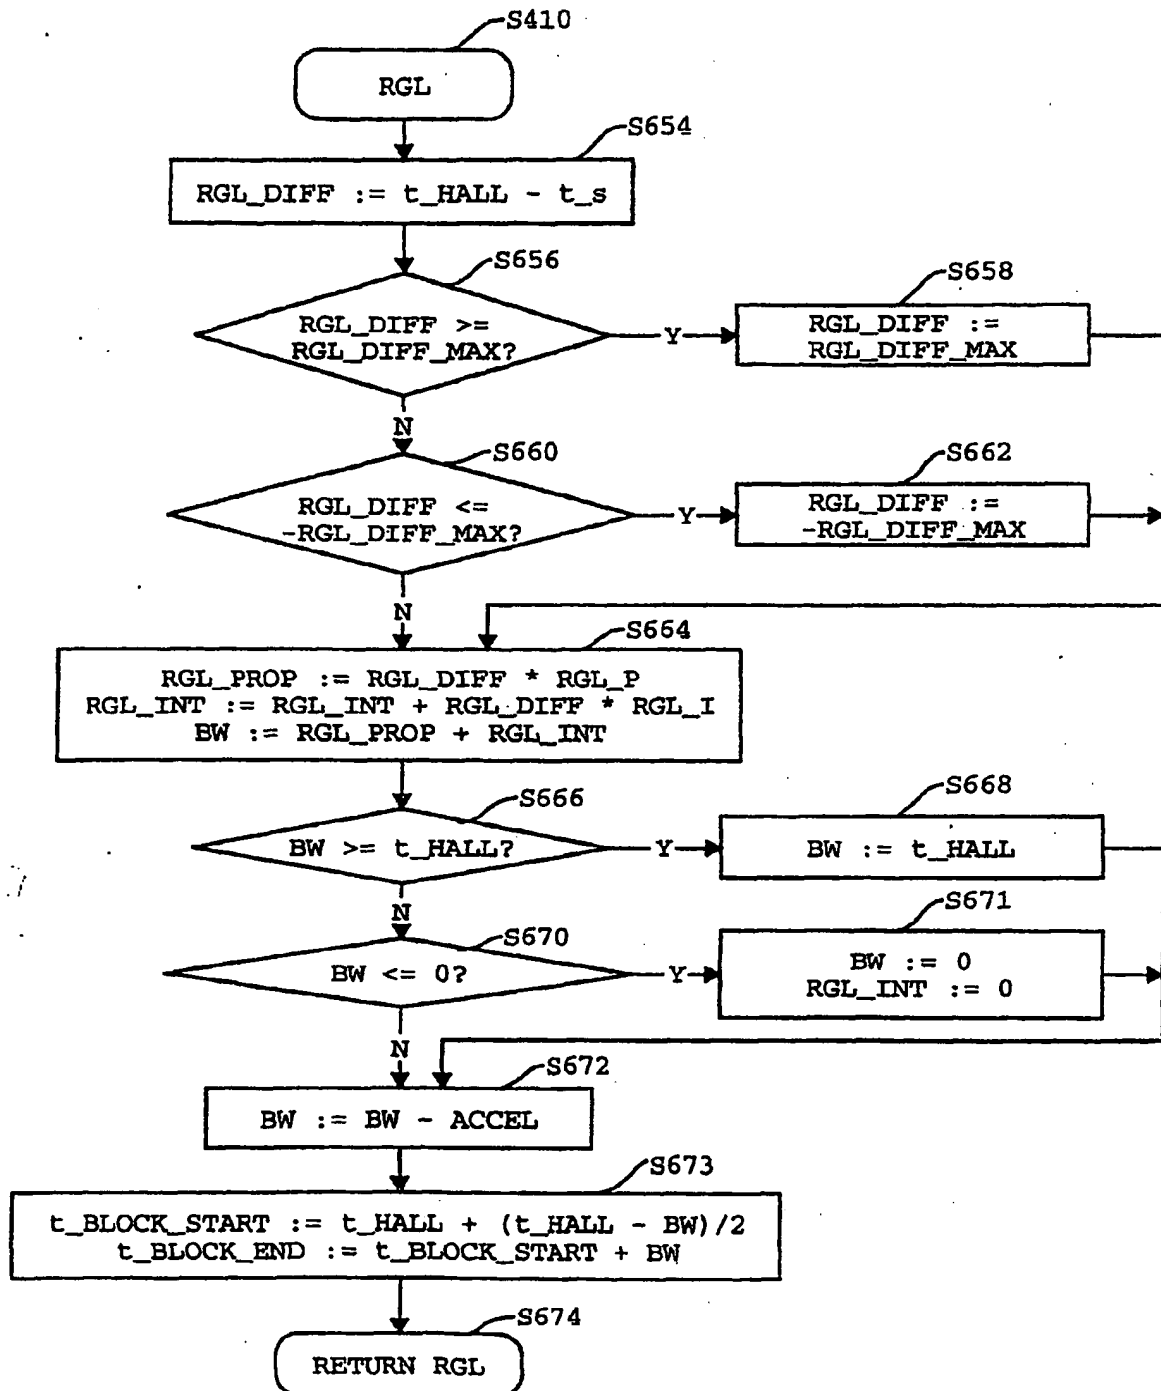 S410
RGL
S654
RGL_DIFF := t_HALL - t_s
S656
RGL_DIFF >=
RGL_DIFF_MAX?
Y
S658
RGL_DIFF :=
RGL_DIFF_MAX
N
S660
RGL_DIFF <=
-RGL_DIFF_MAX?
Y
S662
RGL_DIFF :=
-RGL_DIFF_MAX
N
S664
RGL_PROP := RGL_DIFF * RGL_P
RGL_INT := RGL_INT + RGL_DIFF * RGL_I
BW := RGL_PROP + RGL_INT
S666
BW >= t_HALL?
Y
S668
BW := t_HALL
N
S670
BW <= 0?
Y
S671
BW := 0
RGL_INT := 0
N
S672
BW := BW - ACCEL
S673
t_BLOCK_START := t_HALL + (t_HALL - BW)/2
t_BLOCK_END := t_BLOCK_START + BW
S674
RETURN RGL